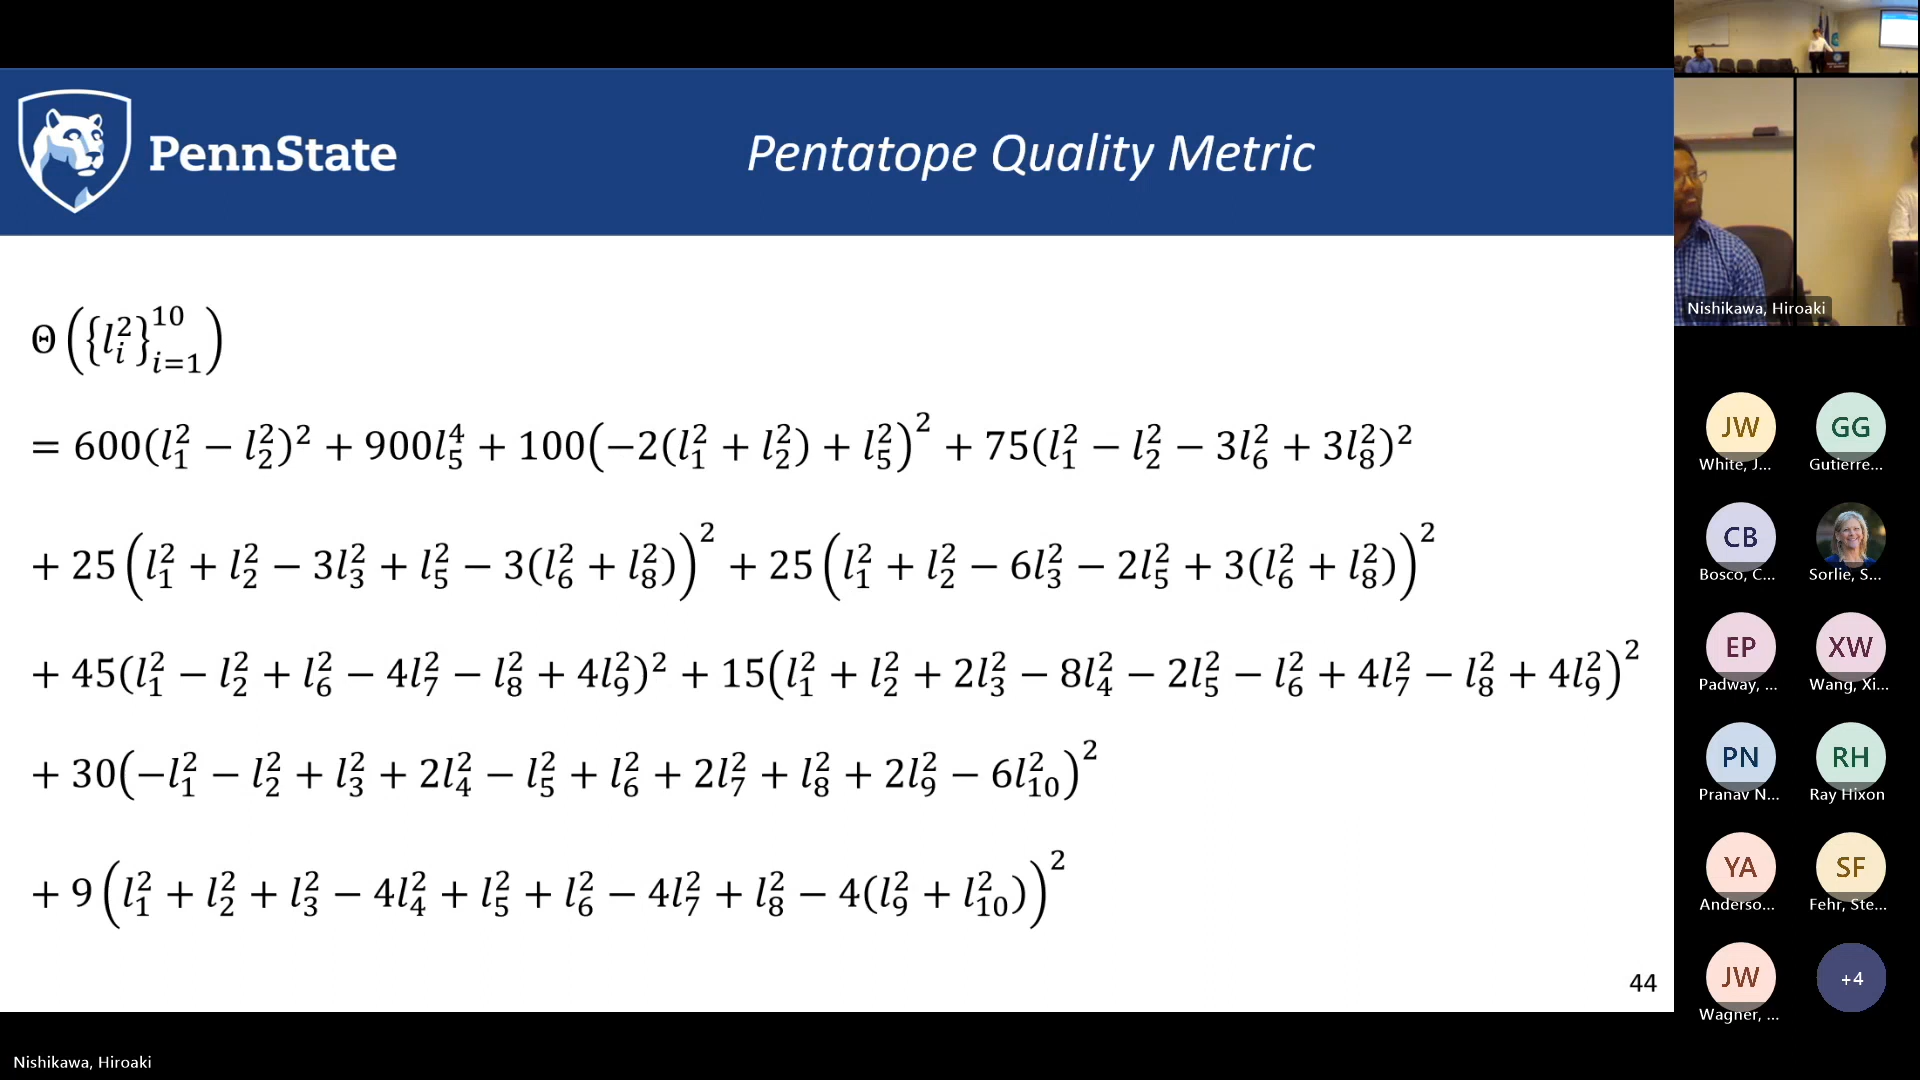 PennState
Pentatope Quality Metric
Θ({l_i^2}_{i=1}^{10})
= 600(l_1^2 − l_2^2)^2 + 900l_5^4 + 100(−2(l_1^2 + l_2^2) + l_5^2)^2 + 75(l_1^2 − l_2^2 − 3l_6^2 + 3l_8^2)^2
+ 25(l_1^2 + l_2^2 − 3l_3^2 + l_5^2 − 3(l_6^2 + l_8^2))^2 + 25(l_1^2 + l_2^2 − 6l_3^2 − 2l_5^2 + 3(l_6^2 + l_8^2))^2
+ 45(l_1^2 − l_2^2 + l_6^2 − 4l_7^2 − l_8^2 + 4l_9^2)^2 + 15(l_1^2 + l_2^2 + 2l_3^2 − 8l_4^2 − 2l_5^2 − l_6^2 + 4l_7^2 − l_8^2 + 4l_9^2)^2
+ 30(−l_1^2 − l_2^2 + l_3^2 + 2l_4^2 − l_5^2 + l_6^2 + 2l_7^2 + l_8^2 + 2l_9^2 − 6l_{10}^2)^2
+ 9(l_1^2 + l_2^2 + l_3^2 − 4l_4^2 + l_5^2 + l_6^2 − 4l_7^2 + l_8^2 − 4(l_9^2 + l_{10}^2))^2
44
Nishikawa, Hiroaki
Nishikawa, Hiroaki
JW
GG
White, J...
Gutierre...
CB
Bosco, C...
Sorlie, S...
EP
XW
Padway, ...
Wang, Xi...
PN
RH
Pranav N...
Ray Hixon
YA
SF
Anderso...
Fehr, Ste...
JW
+4
Wagner, ...